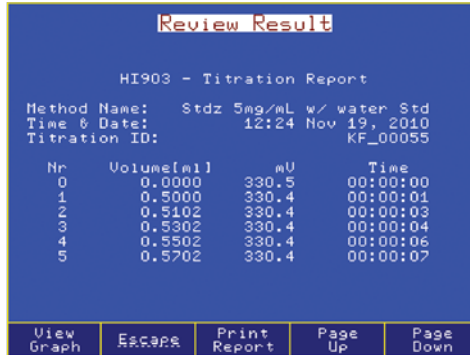 Review Result
HI903 - Titration Report
Method Name: Stdz 5mg/mL w/ water Std
Time & Date: 12:24 Nov 19, 2010
Titration ID: KF_00055
Nr Volume[ml] mV Time
0 0.0000 330.5 00:00:00
1 0.5000 330.4 00:00:01
2 0.5102 330.4 00:00:03
3 0.5302 330.4 00:00:04
4 0.5502 330.4 00:00:06
5 0.5702 330.4 00:00:07
View Graph Escape Print Report Page Up Page Down